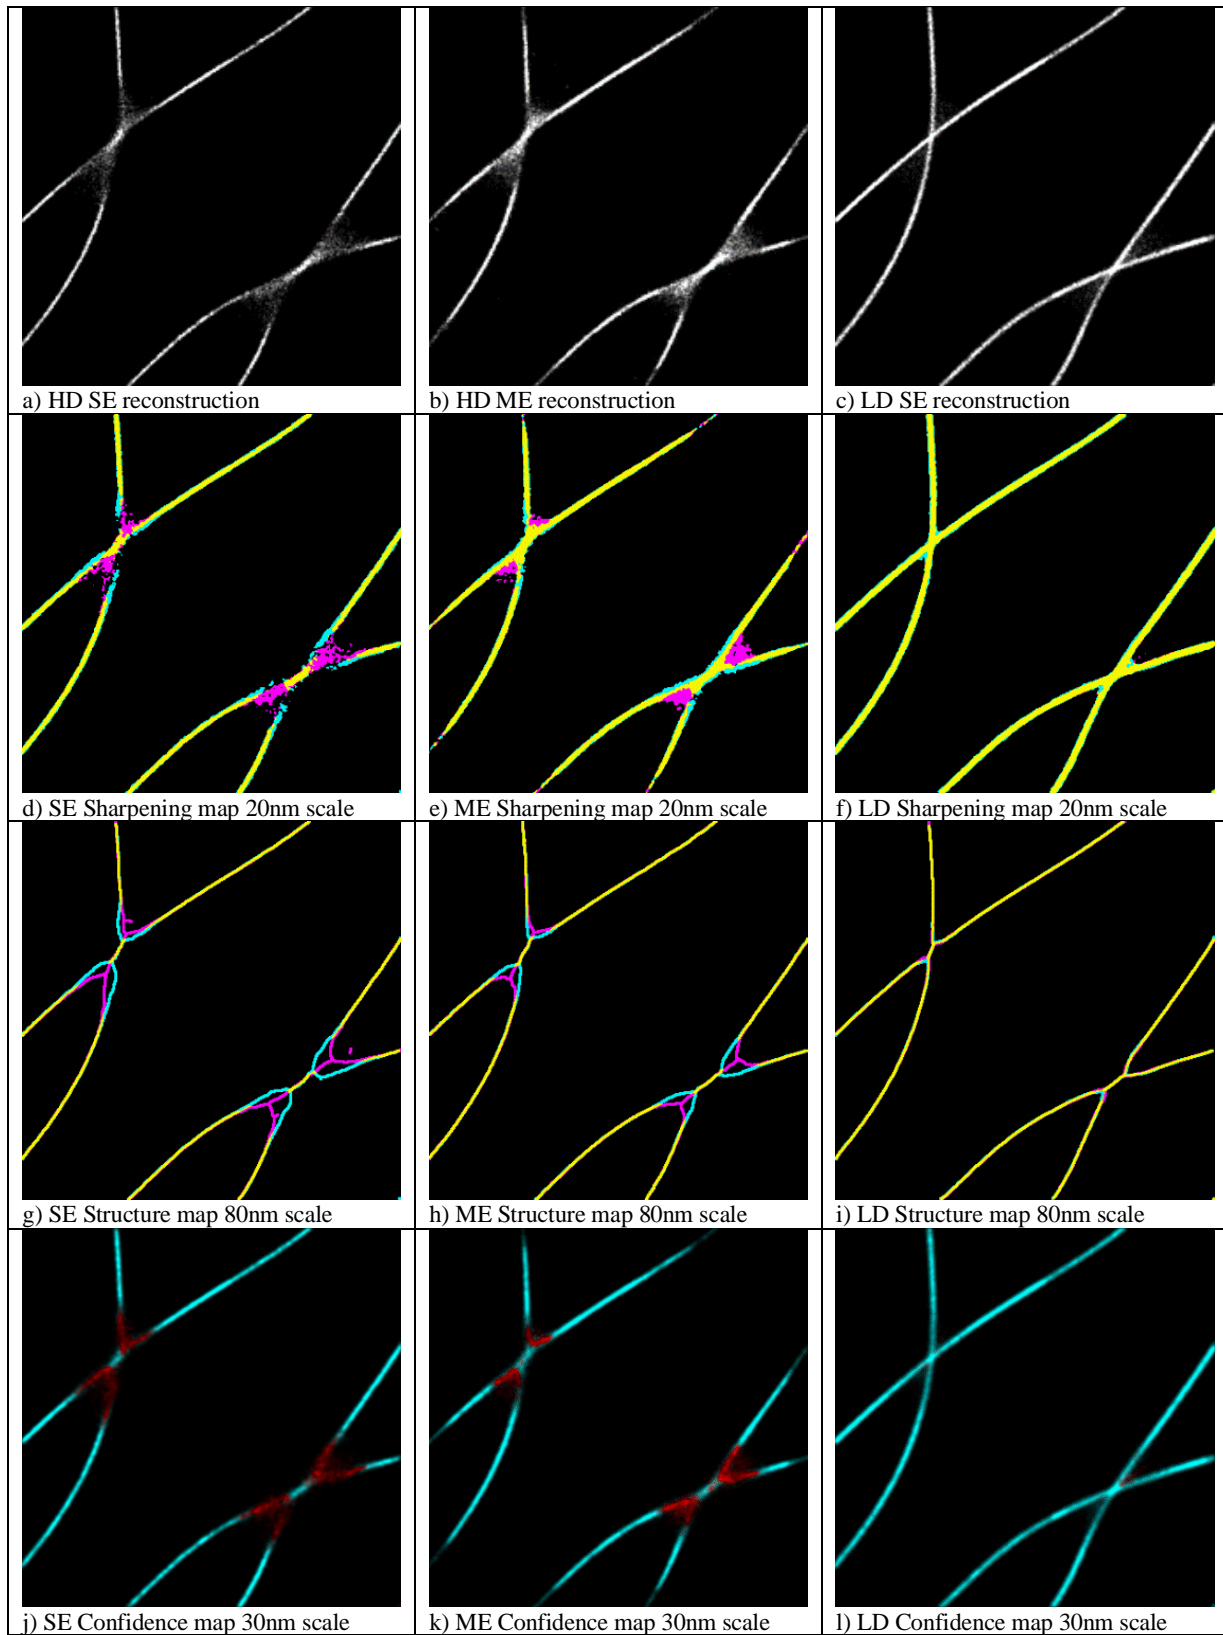 a) HD SE reconstruction
b) HD ME reconstruction
c) LD SE reconstruction
d) SE Sharpening map 20nm scale
e) ME Sharpening map 20nm scale
f) LD Sharpening map 20nm scale
g) SE Structure map 80nm scale
h) ME Structure map 80nm scale
i) LD Structure map 80nm scale
j) SE Confidence map 30nm scale
k) ME Confidence map 30nm scale
l) LD Confidence map 30nm scale